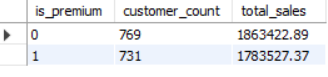 is_premium customer_count total_sales
0 769 1863422.89
1 731 1783527.37